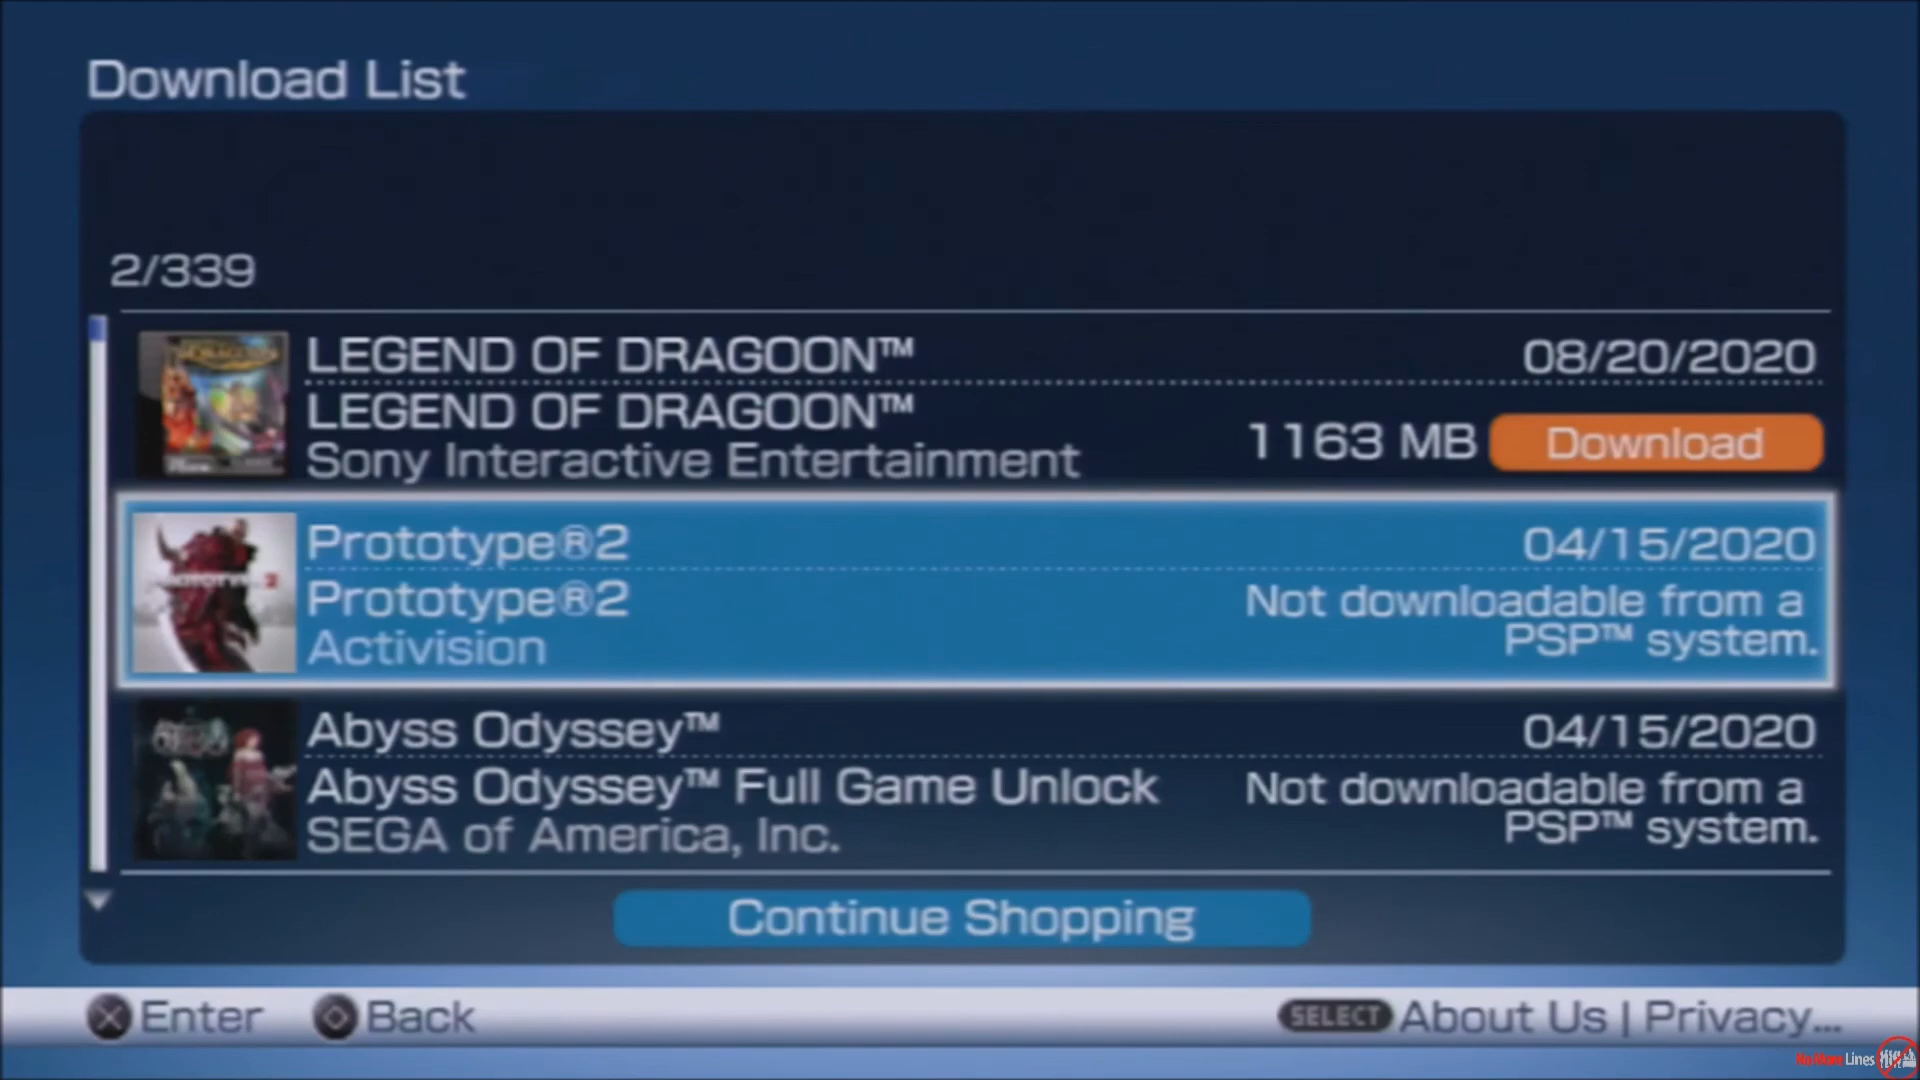 Download List
2/339
LEGEND OF DRAGOON™ 08/20/2020
LEGEND OF DRAGOON™
Sony Interactive Entertainment
1163 MB Download
Prototype®2 04/15/2020
Prototype®2
Activision
Not downloadable from a
PSP™ system.
Abyss Odyssey™ 04/15/2020
Abyss Odyssey™ Full Game Unlock
SEGA of America, Inc.
Not downloadable from a
PSP™ system.
Continue Shopping
Enter Back SELECT About Us | Privacy...
No More Lines